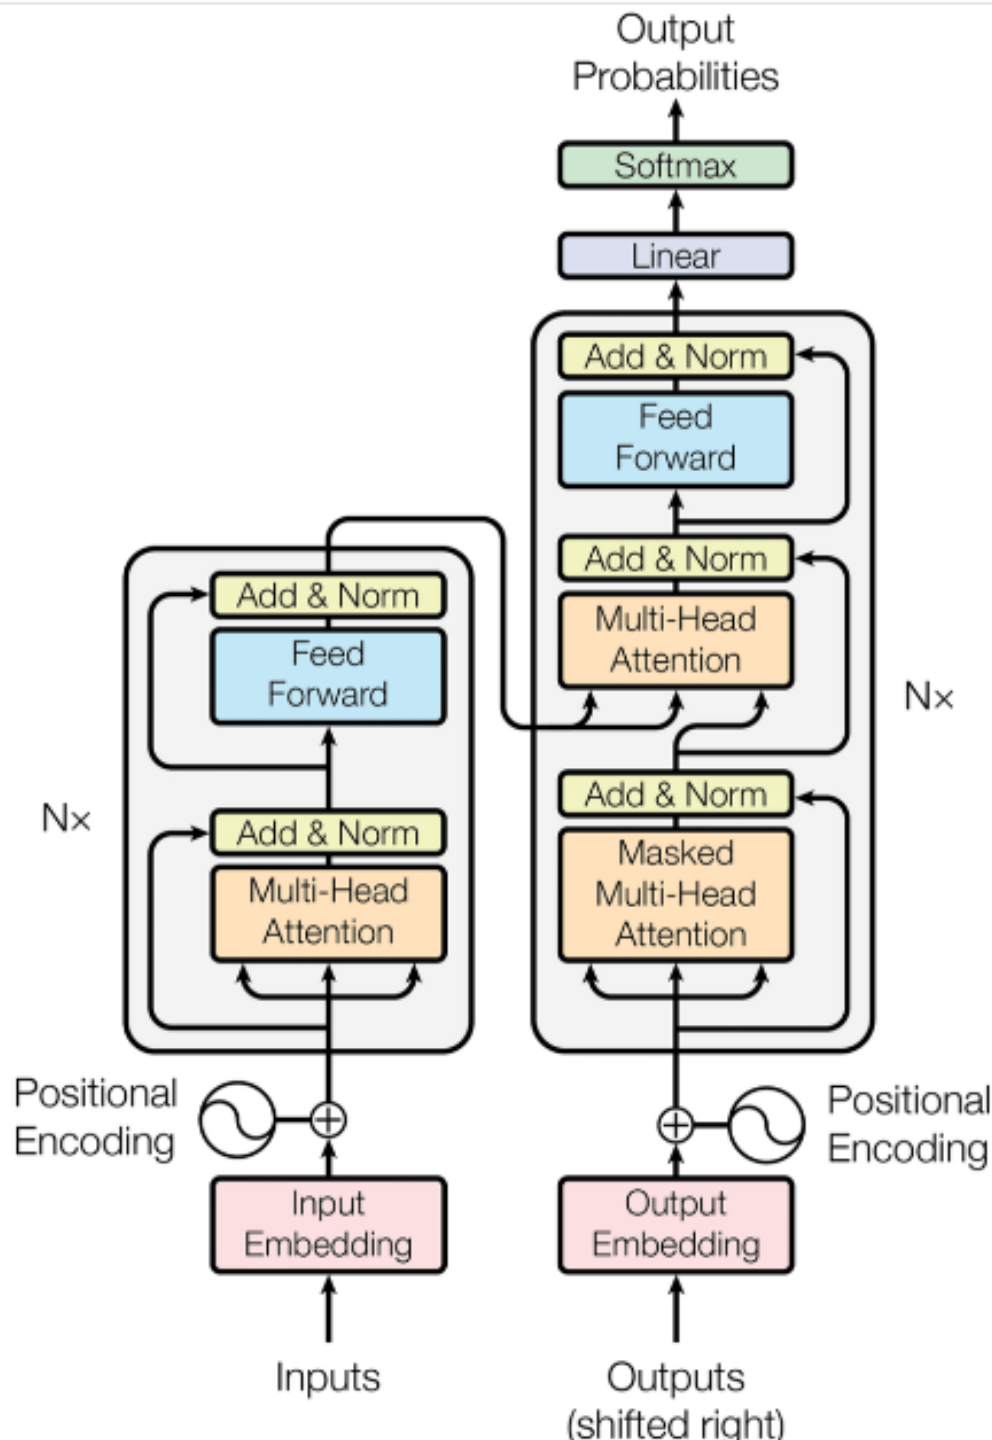 Output
Probabilities
Softmax
Linear
Add & Norm
Feed
Forward
Add & Norm
Multi-Head
Attention
Add & Norm
Masked
Multi-Head
Attention
N×
Add & Norm
Feed
Forward
Add & Norm
Multi-Head
Attention
N×
Positional
Encoding
Positional
Encoding
Input
Embedding
Output
Embedding
Inputs
Outputs
(shifted right)